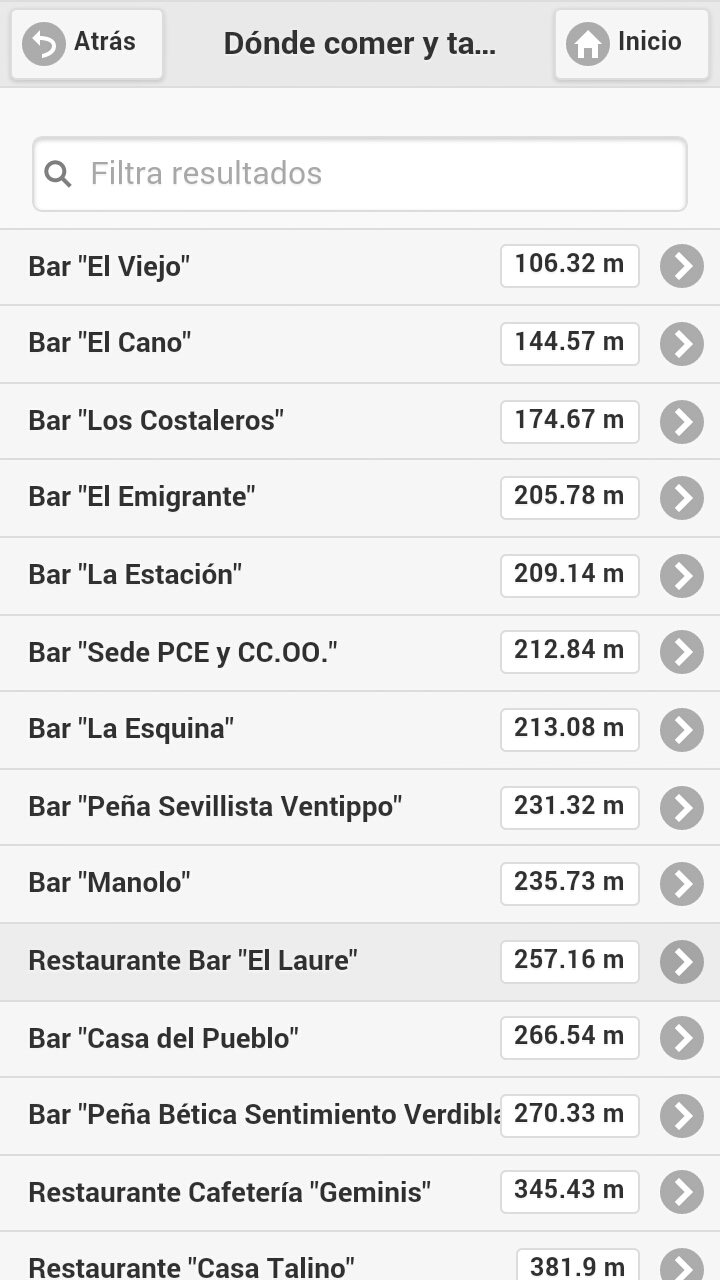 Atrás
Dónde comer y ta...
Inicio
Filtra resultados
Bar "El Viejo" 106.32 m
Bar "El Cano" 144.57 m
Bar "Los Costaleros" 174.67 m
Bar "El Emigrante" 205.78 m
Bar "La Estación" 209.14 m
Bar "Sede PCE y CC.OO." 212.84 m
Bar "La Esquina" 213.08 m
Bar "Peña Sevillista Ventippo" 231.32 m
Bar "Manolo" 235.73 m
Restaurante Bar "El Laure" 257.16 m
Bar "Casa del Pueblo" 266.54 m
Bar "Peña Bética Sentimiento Verdibla 270.33 m
Restaurante Cafetería "Geminis" 345.43 m
Restaurante "Casa Talino" 381.9 m